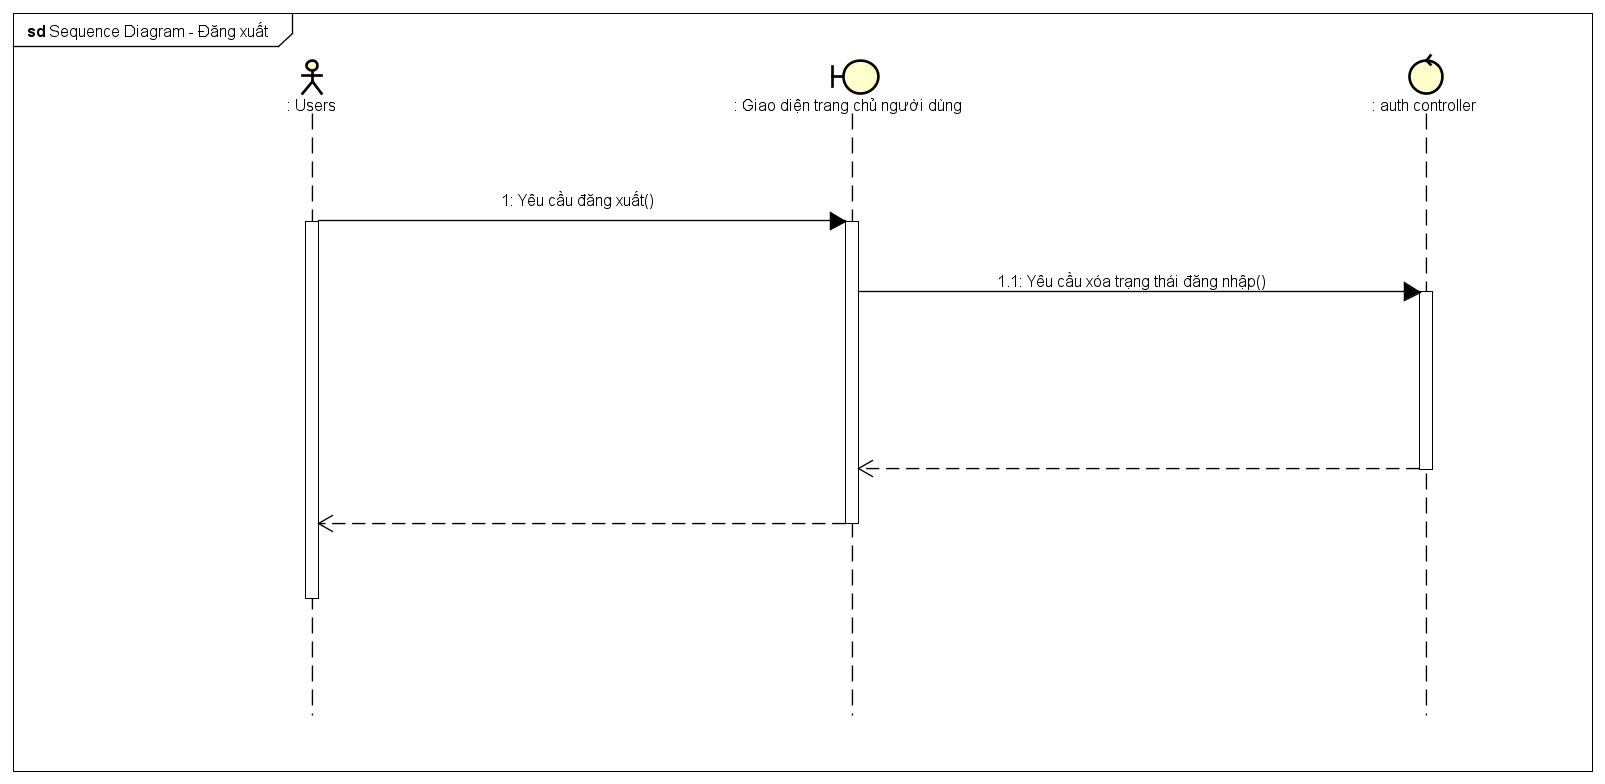 sd Sequence Diagram - Đăng xuất
: Users
: Giao diện trang chủ người dùng
: auth controller
1: Yêu cầu đăng xuất()
1.1: Yêu cầu xóa trạng thái đăng nhập()